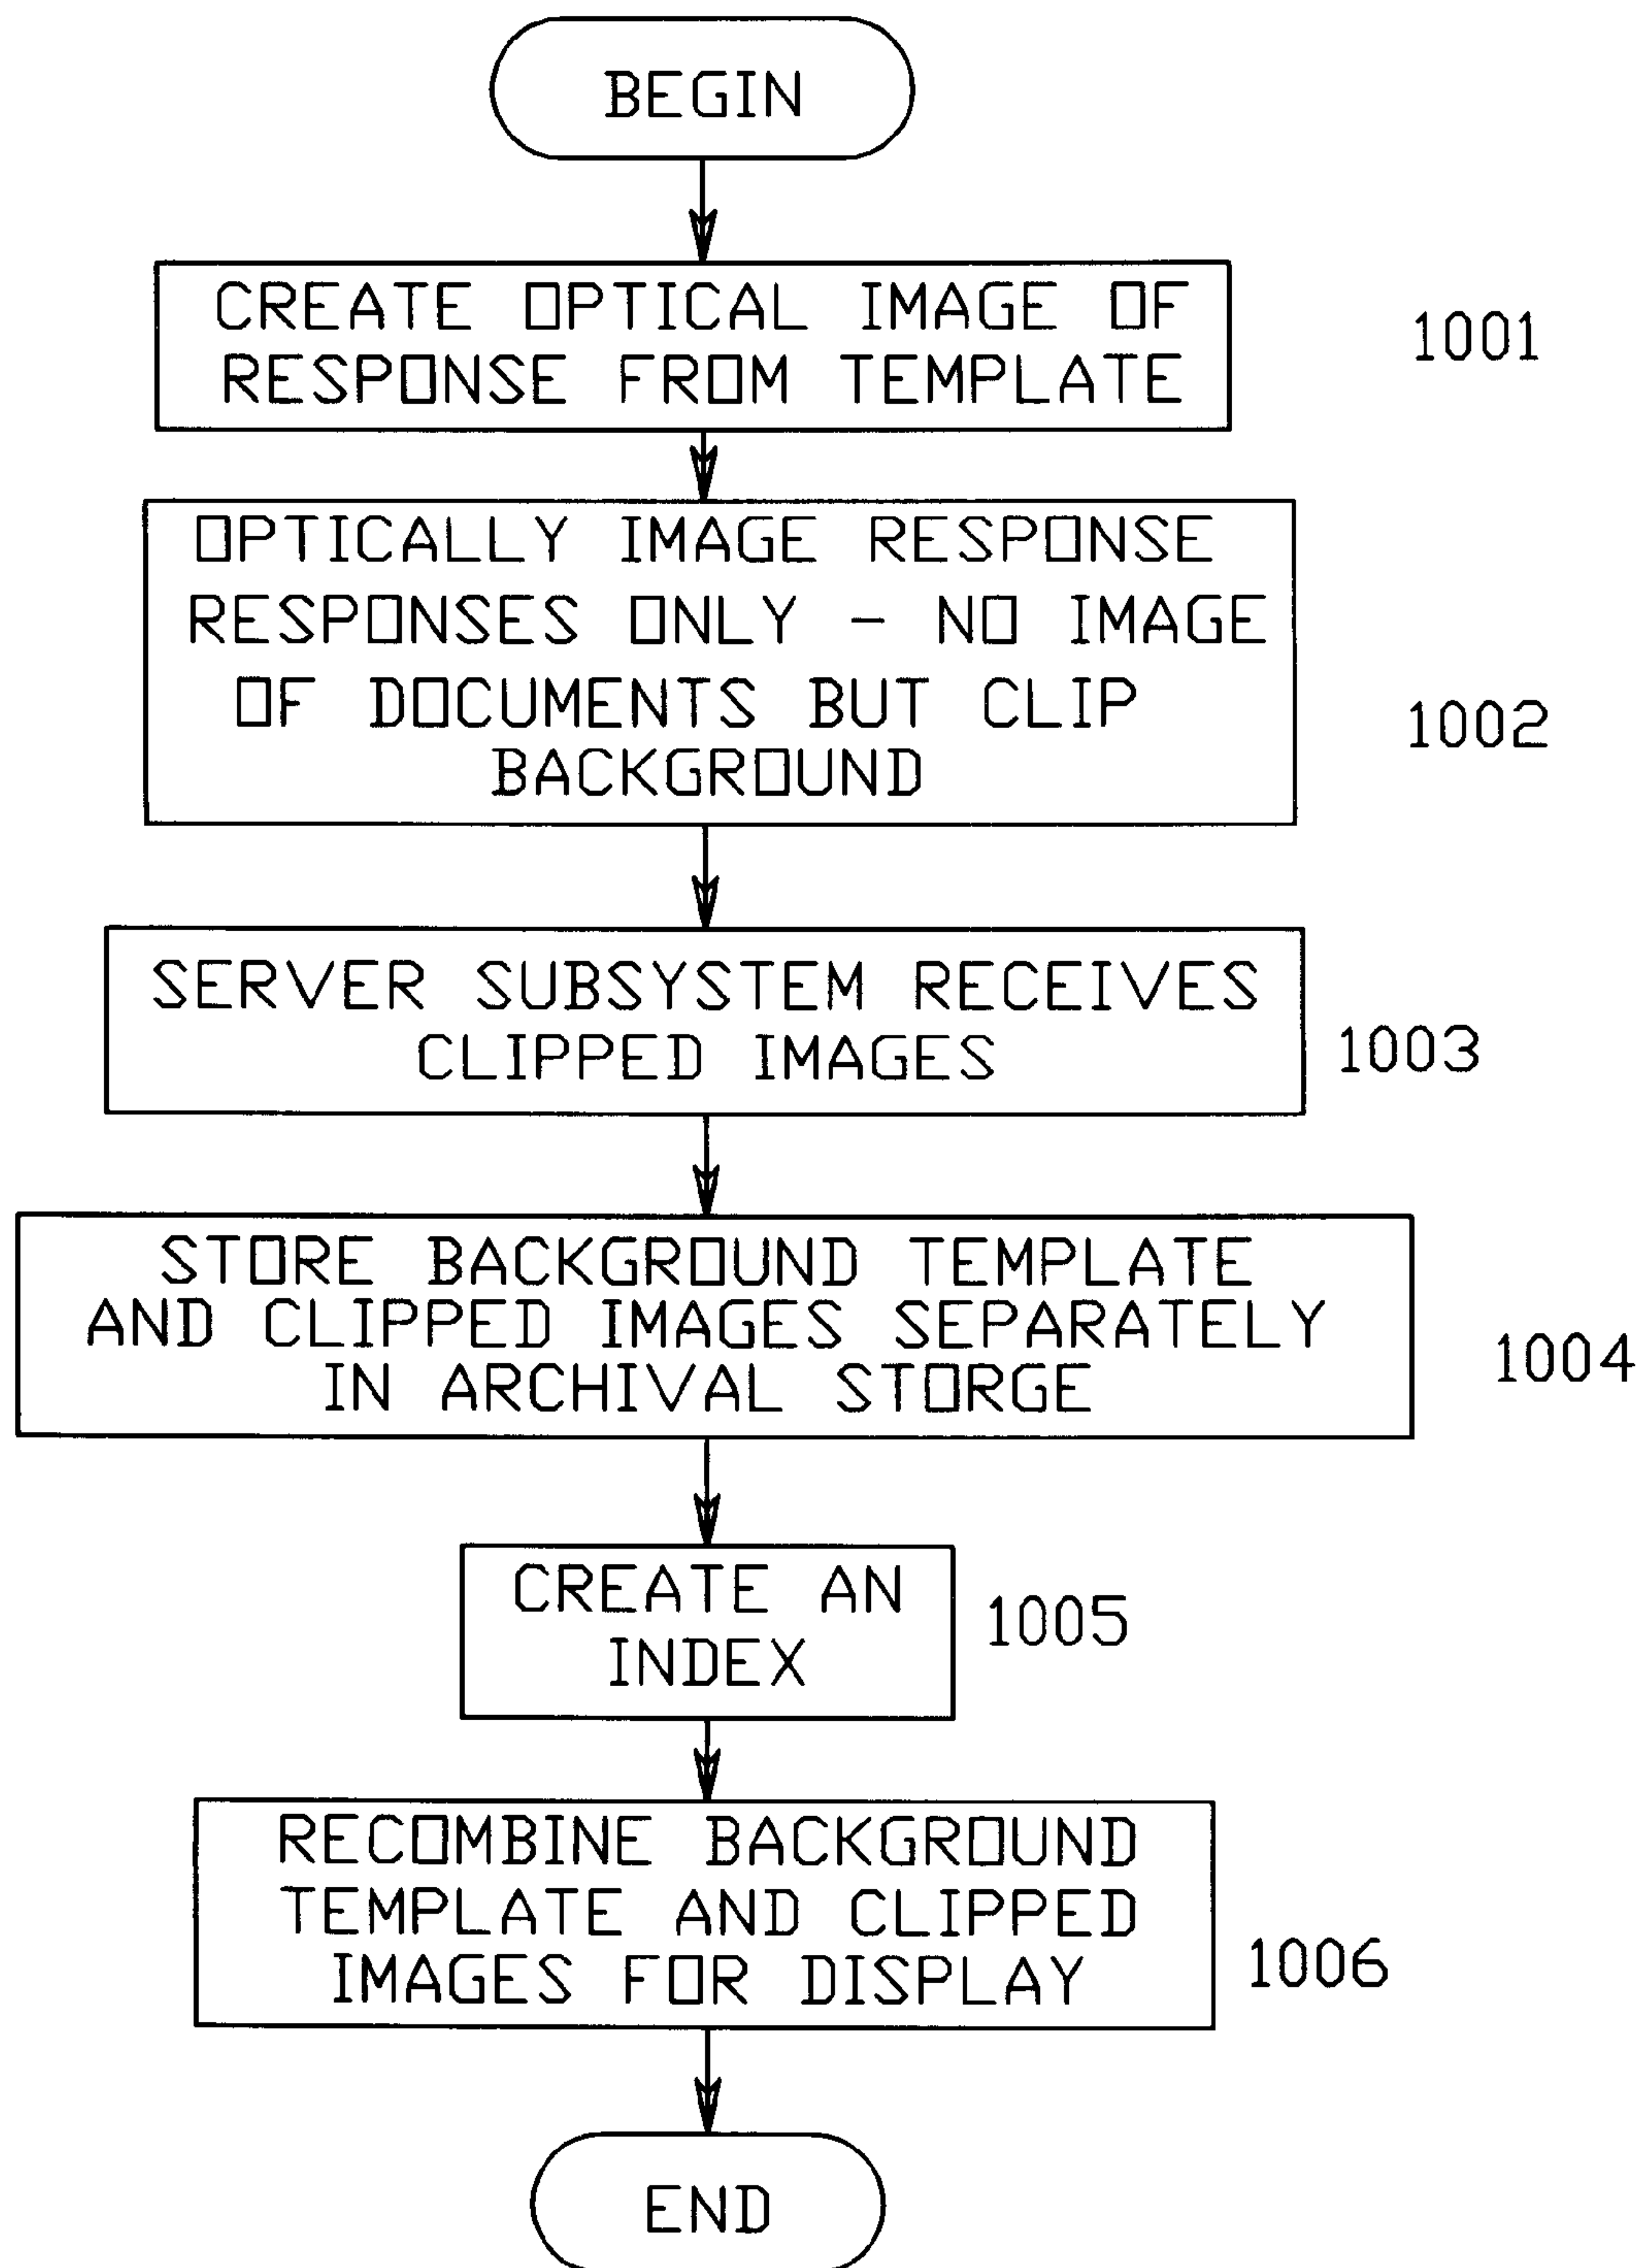 BEGIN
CREATE OPTICAL IMAGE OF
RESPONSE FROM TEMPLATE
1001
OPTICALLY IMAGE RESPONSE
RESPONSES ONLY - NO IMAGE
OF DOCUMENTS BUT CLIP
BACKGROUND
1002
SERVER SUBSYSTEM RECEIVES
CLIPPED IMAGES
1003
STORE BACKGROUND TEMPLATE
AND CLIPPED IMAGES SEPARATELY
IN ARCHIVAL STORGE
1004
CREATE AN
INDEX
1005
RECOMBINE BACKGROUND
TEMPLATE AND CLIPPED
IMAGES FOR DISPLAY
1006
END